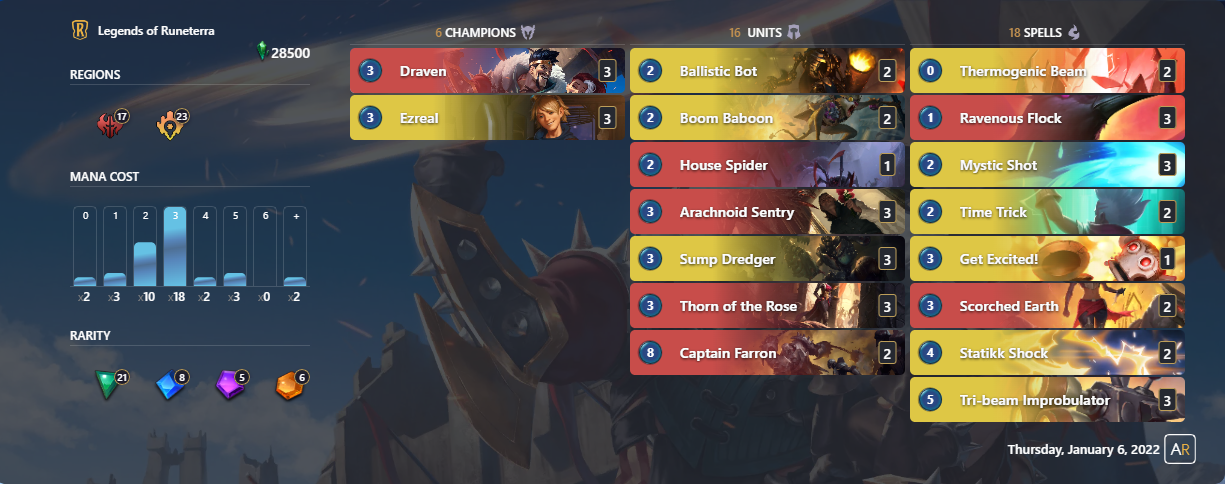 Legends of Runeterra
28500
REGIONS
17
23
MANA COST
0 1 2 3 4 5 6 +
x2 x3 x10 x18 x2 x3 x0 x2
RARITY
21
8
5
6
6 CHAMPIONS
3 Draven 3
3 Ezreal 3
16 UNITS
2 Ballistic Bot 2
2 Boom Baboon 2
2 House Spider 1
3 Arachnoid Sentry 3
3 Sump Dredger 3
3 Thorn of the Rose 3
8 Captain Farron 2
18 SPELLS
0 Thermogenic Beam 2
1 Ravenous Flock 3
2 Mystic Shot 3
2 Time Trick 2
3 Get Excited! 1
3 Scorched Earth 2
4 Statikk Shock 2
5 Tri-beam Improbulator 3
Thursday, January 6, 2022
AR